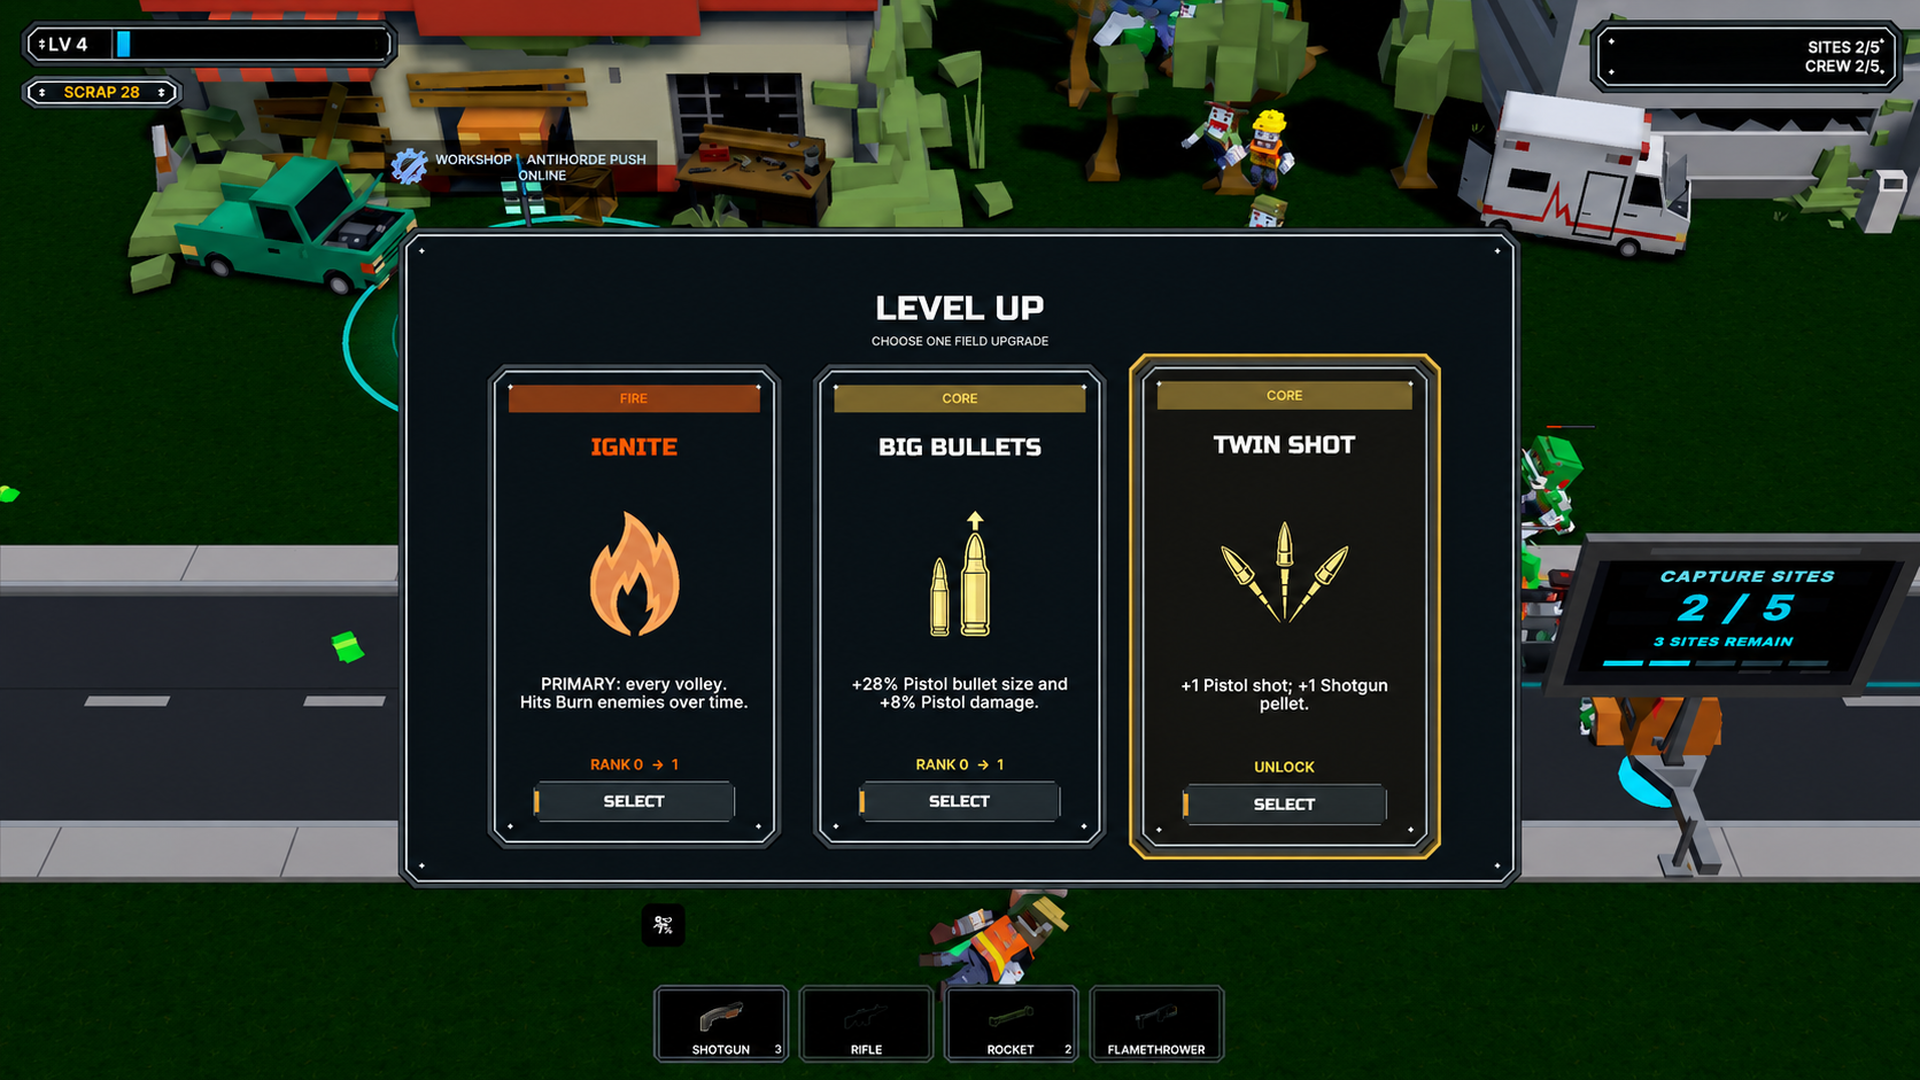 LV 4
SCRAP 28
SITES 2/5
CREW 2/5
WORKSHOP | ANTIHORDE PUSH
ONLINE
LEVEL UP
CHOOSE ONE FIELD UPGRADE
FIRE
IGNITE
PRIMARY: every volley.
Hits Burn enemies over time.
RANK 0 → 1
SELECT
CORE
BIG BULLETS
+28% Pistol bullet size and
+8% Pistol damage.
RANK 0 → 1
SELECT
CORE
TWIN SHOT
+1 Pistol shot; +1 Shotgun
pellet.
UNLOCK
SELECT
CAPTURE SITES
2 / 5
3 SITES REMAIN
7%
SHOTGUN 3
RIFLE
ROCKET 2
FLAMETHROWER